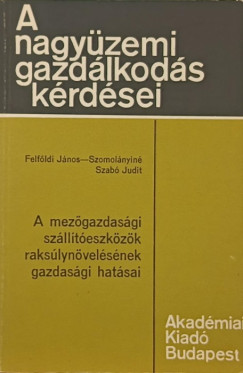 A
nagyüzemi
gazdálkodás
kérdései
Felföldi János—Szomolányiné
Szabó Judit
A mezőgazdasági
szállítóeszközök
raksúlynövelésének
gazdasági hatásai
Akadémiai
Kiadó
Budapest